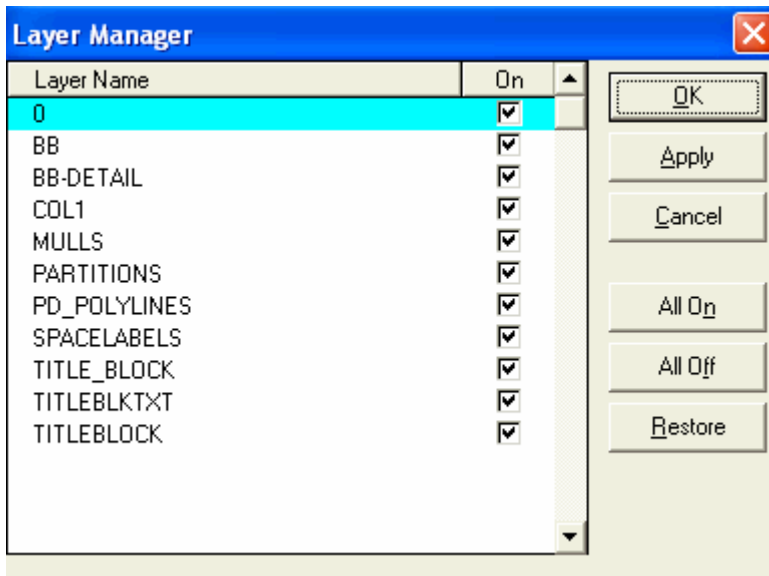 Layer Manager
Layer Name On
0
BB
BB-DETAIL
COL1
MULLS
PARTITIONS
PD_POLYLINES
SPACELABELS
TITLE_BLOCK
TITLEBLKTXT
TITLEBLOCK
OK
Apply
Cancel
All On
All Off
Restore